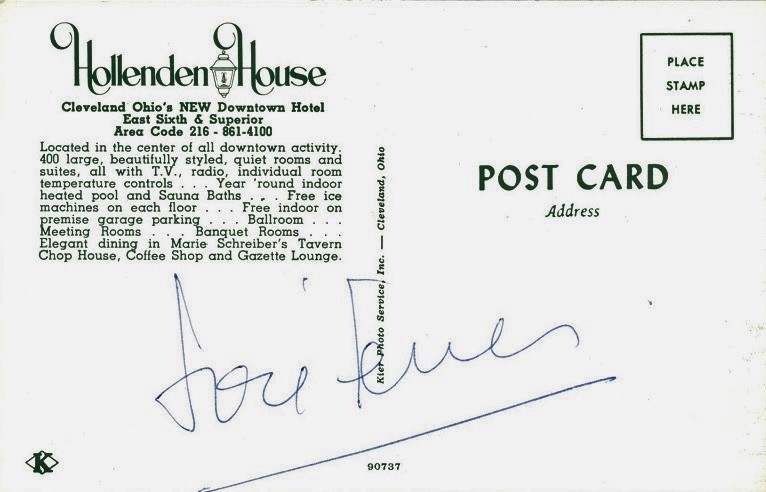 Hollenden House
Cleveland Ohio's NEW Downtown Hotel
East Sixth & Superior
Area Code 216 - 861-4100
Located in the center of all downtown activity.
400 large, beautifully styled, quiet rooms and
suites, all with T.V., radio, individual room
temperature controls . . . Year 'round indoor
heated pool and Sauna Baths . . . Free ice
machines on each floor . . . Free indoor on
premise garage parking . . . Ballroom . . .
Meeting Rooms . . . Banquet Rooms . . .
Elegant dining in Marie Schreiber's Tavern
Chop House, Coffee Shop and Gazette Lounge.
Kier Photo Service, Inc. — Cleveland, Ohio
PLACE
STAMP
HERE
POST CARD
Address
José
K
90737